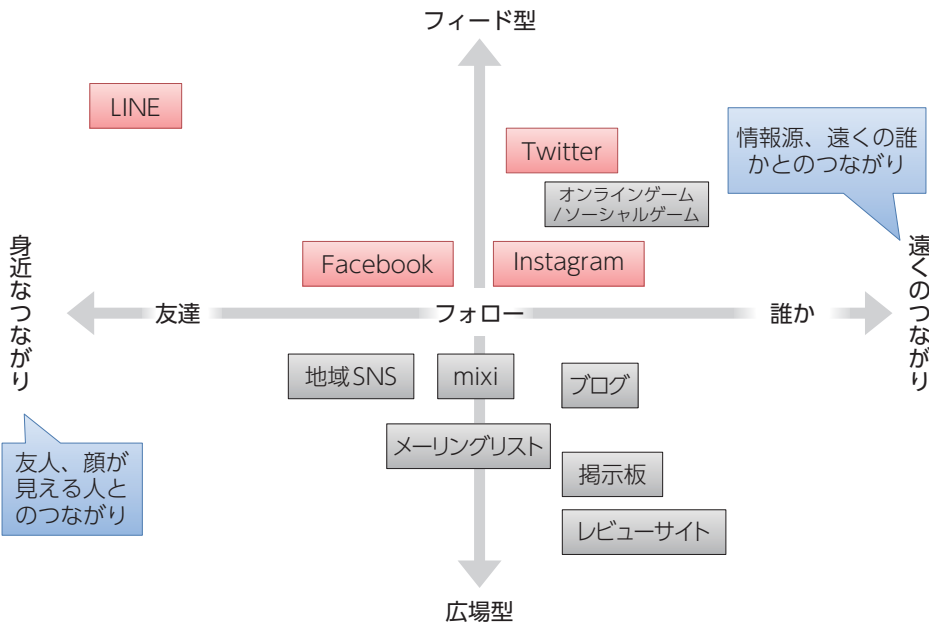 フィード型
LINE
Twitter
情報源、遠くの誰
かとのつながり
オンラインゲーム
/ソーシャルゲーム
身近なつながり
Facebook
Instagram
遠くのつながり
友達
フォロー
誰か
地域SNS
mixi
ブログ
メーリングリスト
友人、顔が
見える人と
のつながり
掲示板
レビューサイト
広場型